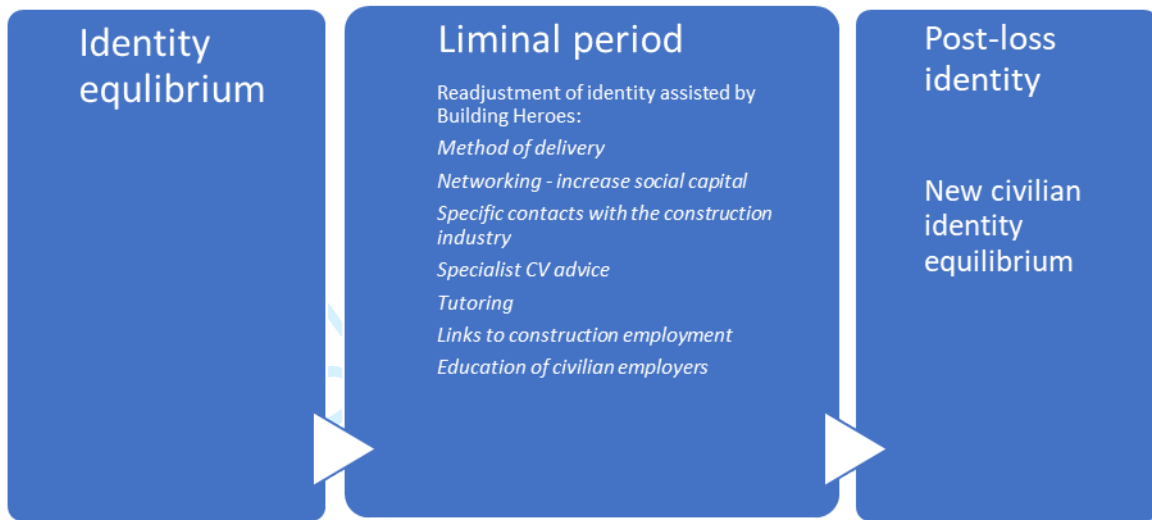 Identity
equlibrium
Liminal period
Readjustment of identity assisted by
Building Heroes:
Method of delivery
Networking - increase social capital
Specific contacts with the construction
industry
Specialist CV advice
Tutoring
Links to construction employment
Education of civilian employers
Post-loss
identity
New civilian
identity
equilibrium